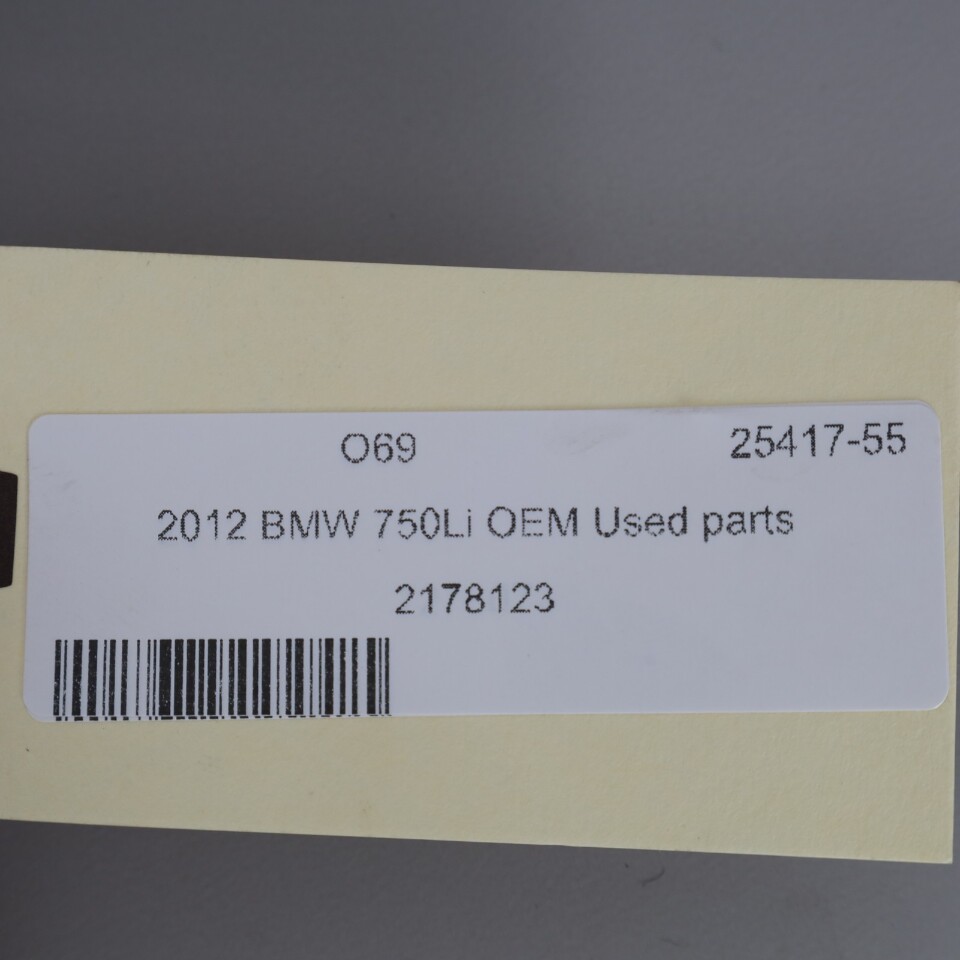 O69 25417-55
2012 BMW 750Li OEM Used parts
2178123